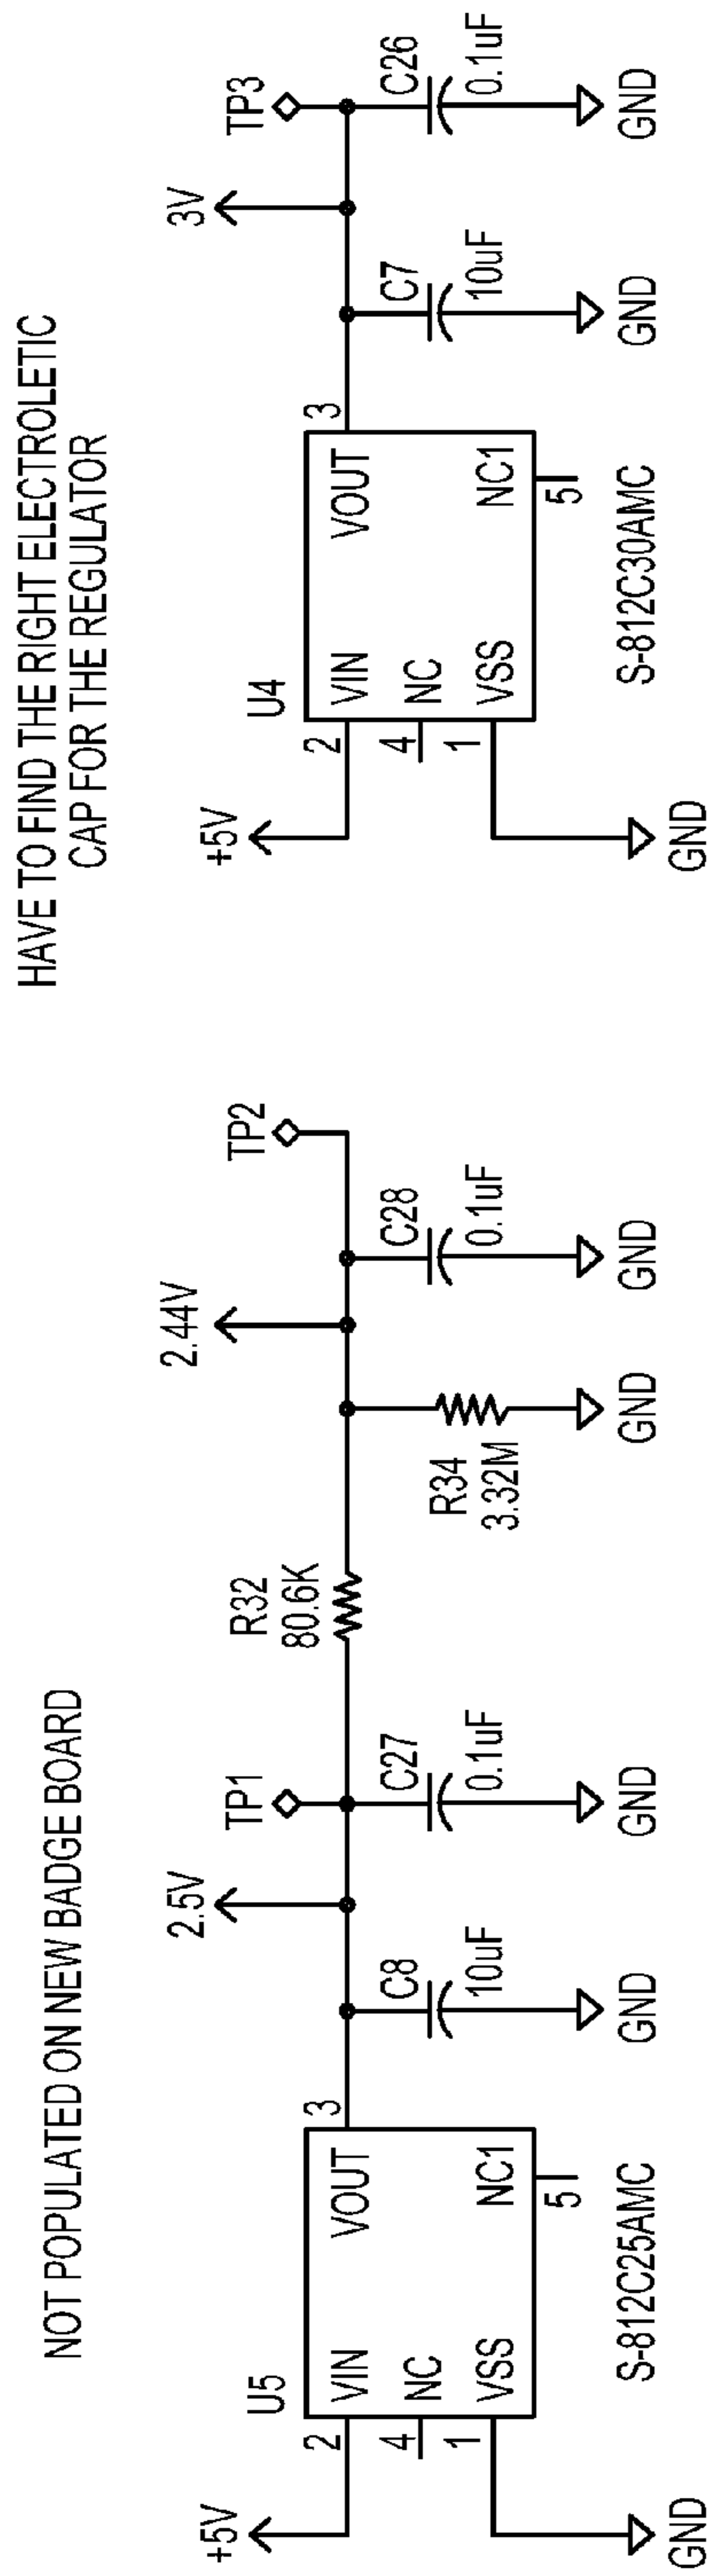 NOT POPULATED ON NEW BADGE BOARD
+5V
U5
2
VIN
VOUT
3
4
NC
1
VSS
NC1
5
S-812C25AMC
GND
C8
10uF
GND
2.5V
TP1
C27
0.1uF
GND
R32
80.6K
R34
3.32M
GND
2.44V
C28
0.1uF
GND
TP2
HAVE TO FIND THE RIGHT ELECTROLETIC
CAP FOR THE REGULATOR
+5V
U4
2
VIN
VOUT
3
4
NC
1
VSS
NC1
5
S-812C30AMC
GND
C7
10uF
GND
3V
TP3
C26
0.1uF
GND